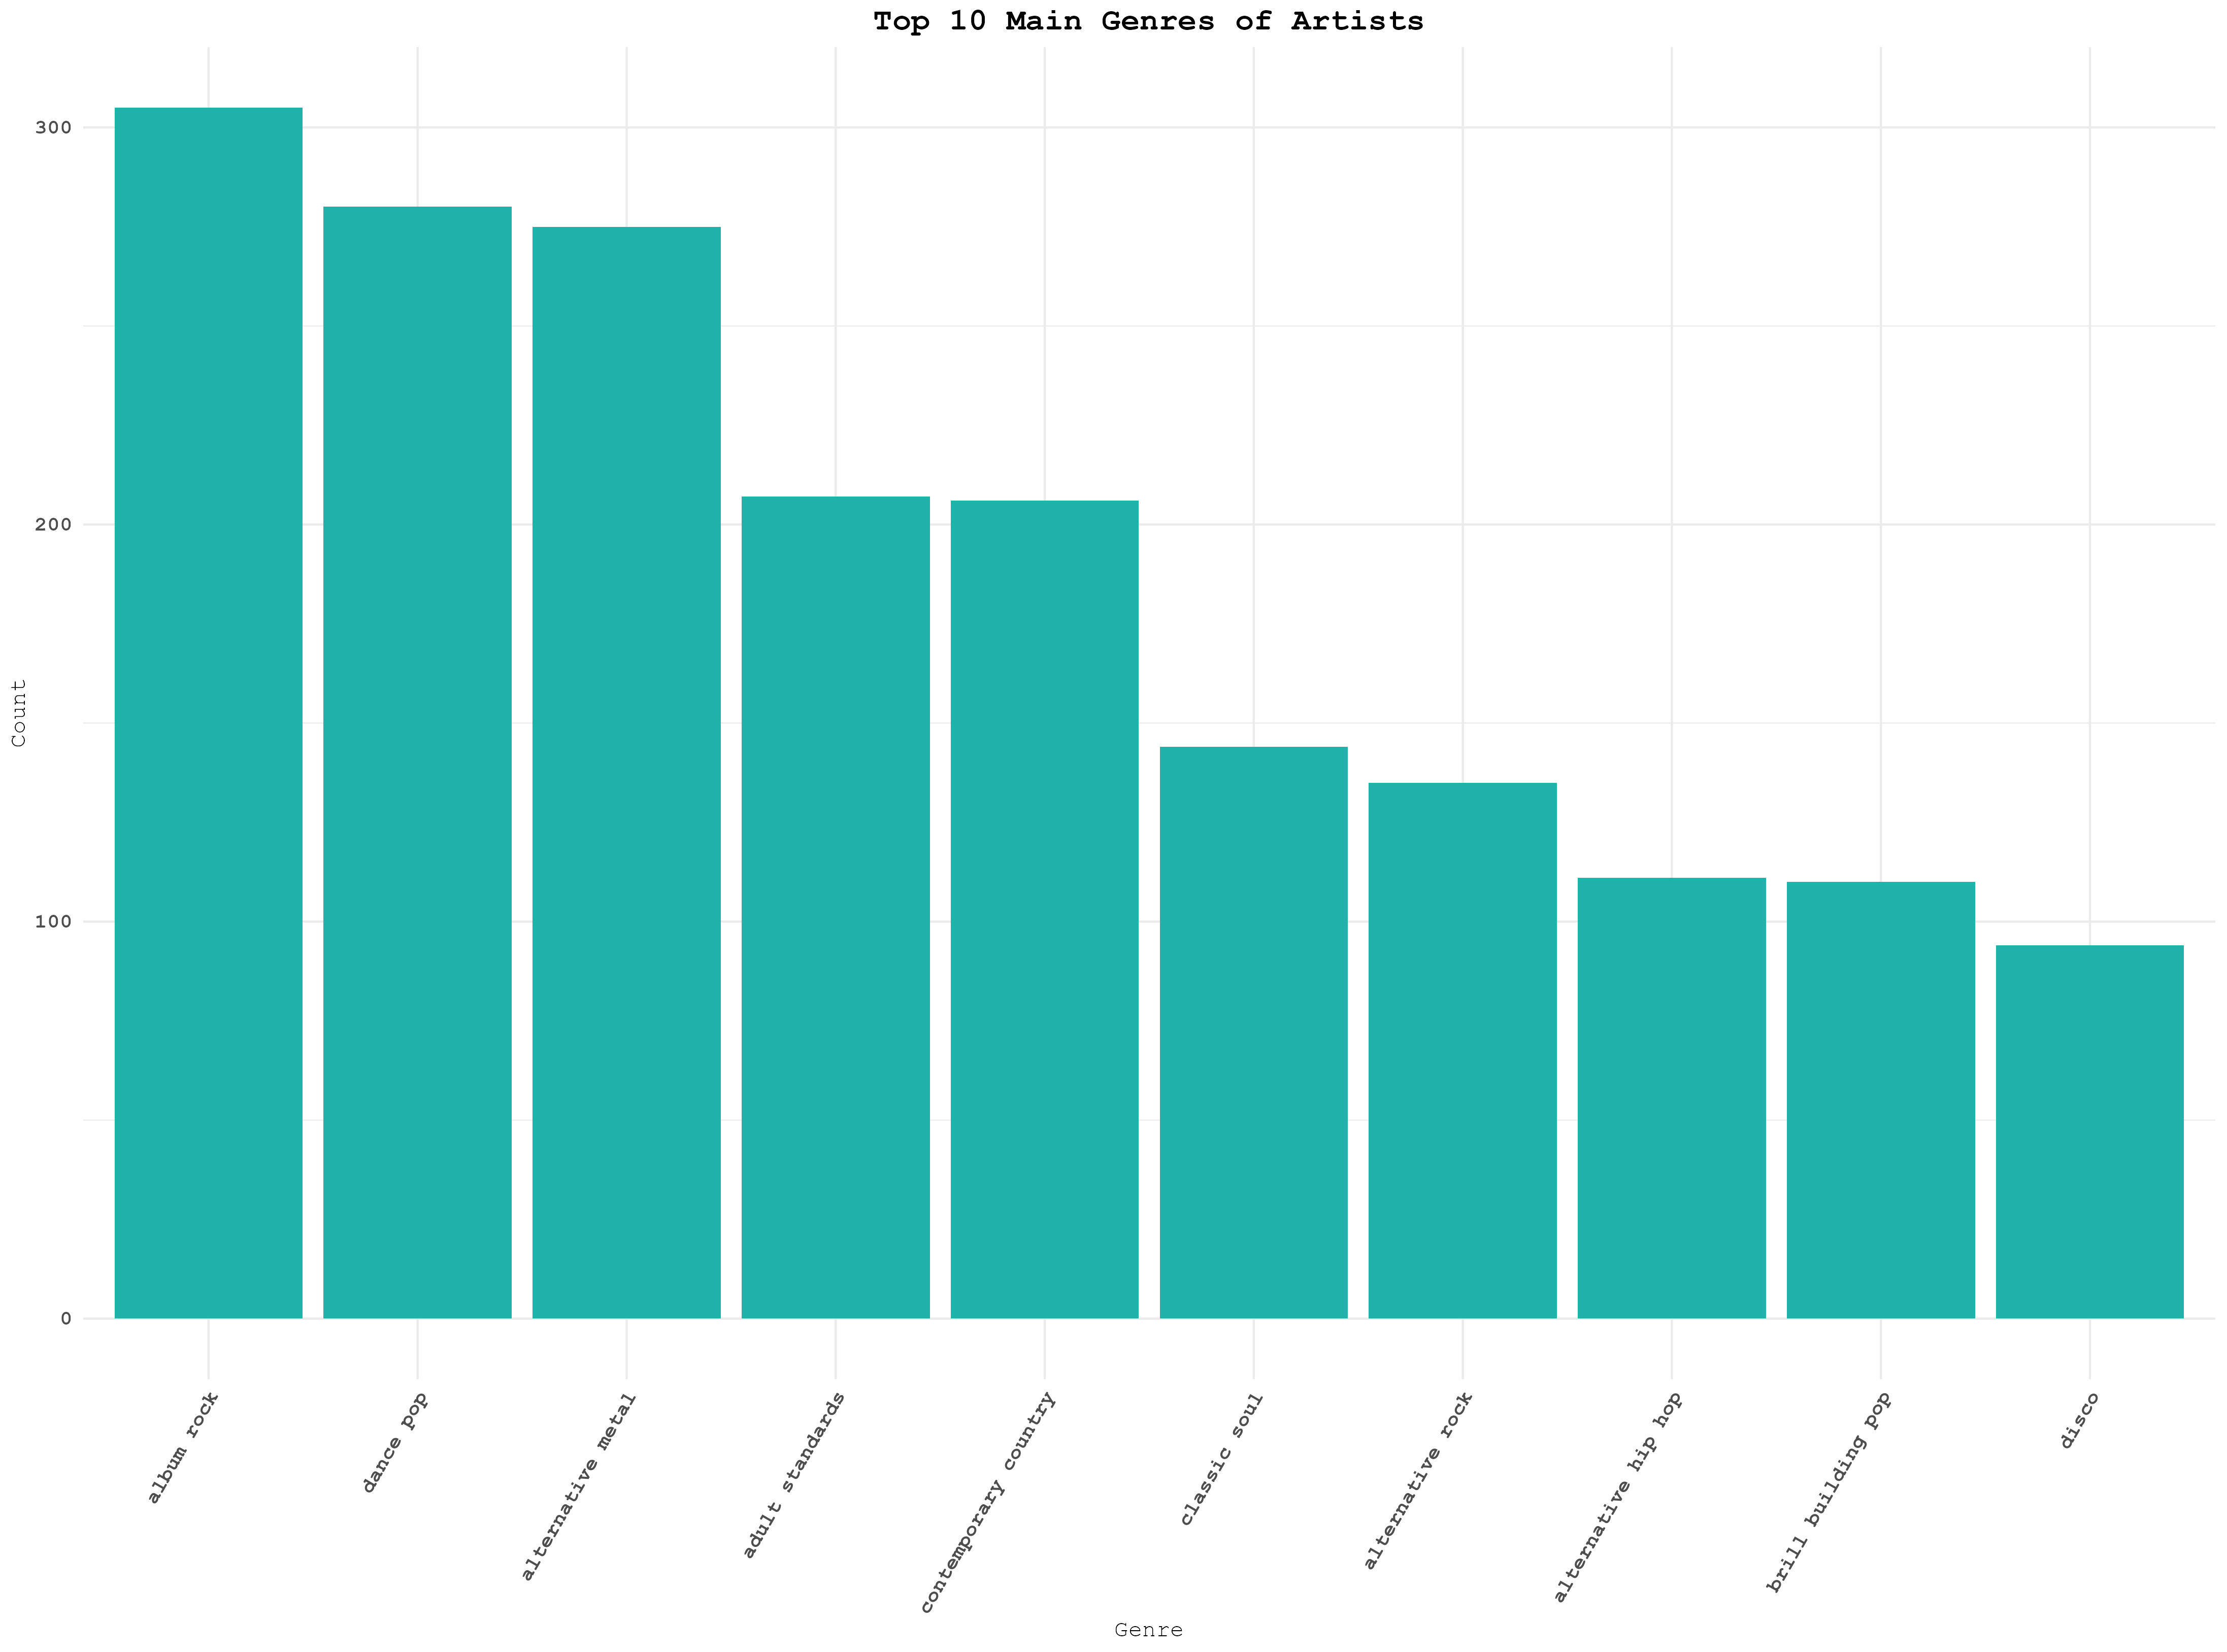 Top 10 Main Genres of Artists
Count
300
200
100
0
album rock
dance pop
alternative metal
adult standards
contemporary country
classic soul
alternative rock
alternative hip hop
brill building pop
disco
Genre